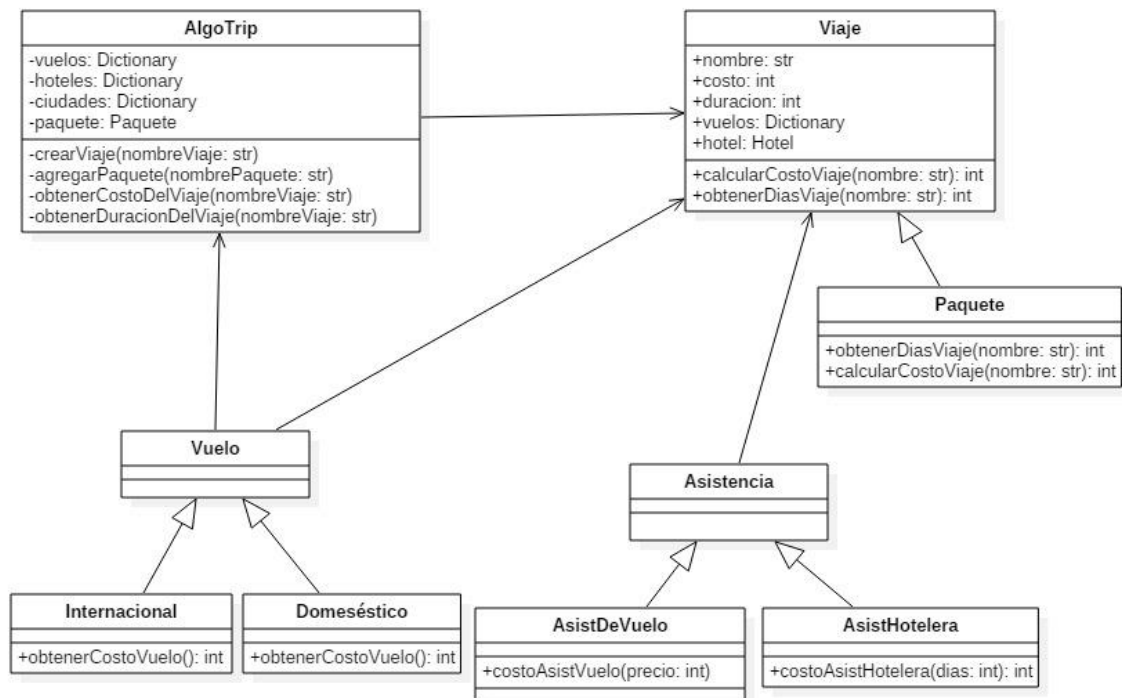 AlgoTrip
-vuelos: Dictionary
-hoteles: Dictionary
-ciudades: Dictionary
-paquete: Paquete
-crearViaje(nombreViaje: str)
-agregarPaquete(nombrePaquete: str)
-obtenerCostoDelViaje(nombreViaje: str)
-obtenerDuracionDelViaje(nombreViaje: str)
Viaje
+nombre: str
+costo: int
+duracion: int
+vuelos: Dictionary
+hotel: Hotel
+calcularCostoViaje(nombre: str): int
+obtenerDiasViaje(nombre: str): int
Paquete
+obtenerDiasViaje(nombre: str): int
+calcularCostoViaje(nombre: str): int
Vuelo
Asistencia
Internacional
+obtenerCostoVuelo(): int
Domeséstico
+obtenerCostoVuelo(): int
AsistDeVuelo
+costoAsistVuelo(precio: int)
AsistHotelera
+costoAsistHotelera(dias: int): int